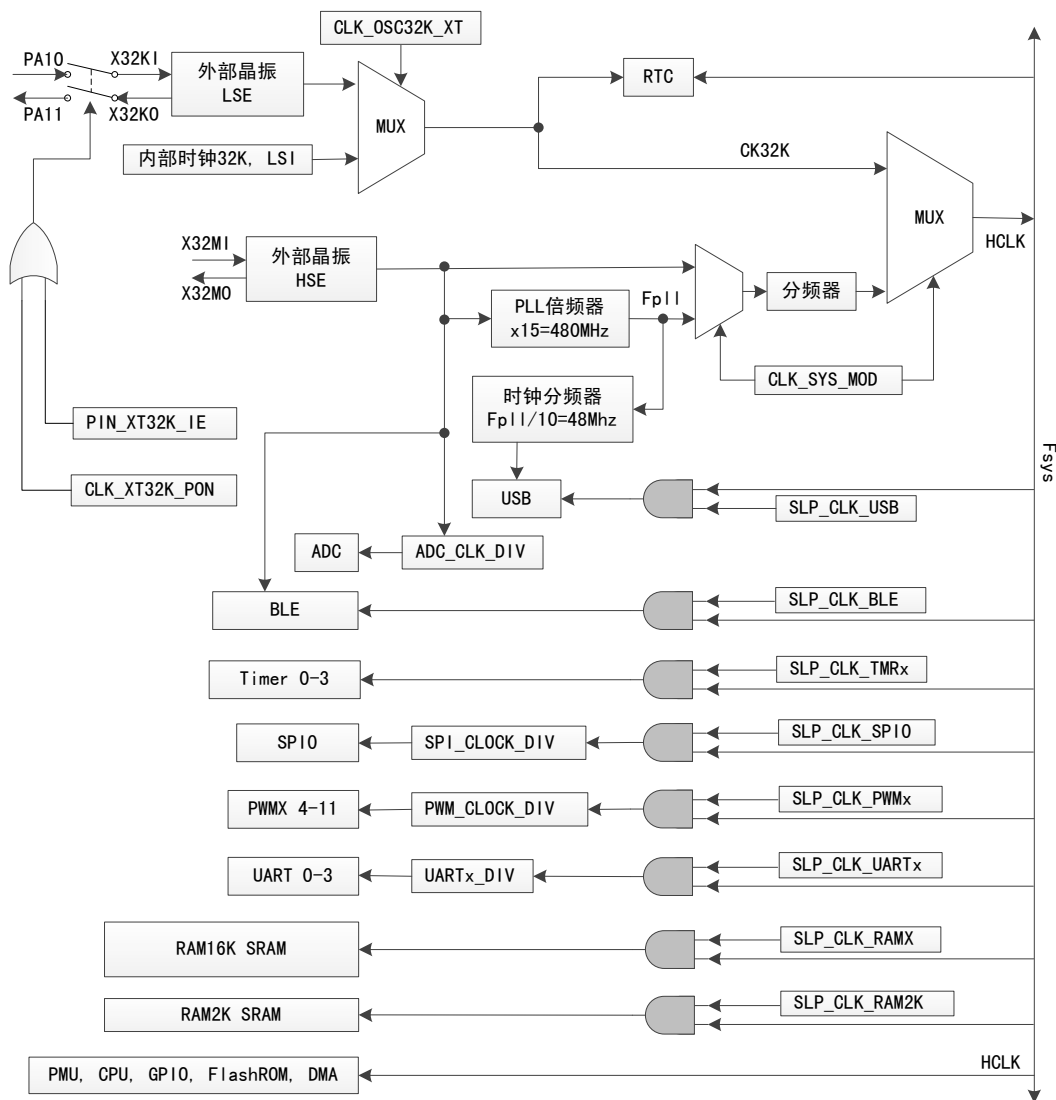 CLK_OSC32K_XT
PA10
X32KI
外部晶振
LSE
RTC
PA11
X32KO
MUX
内部时钟32K, LSI
CK32K
MUX
HCLK
X32MI
外部晶振
HSE
X32MO
PLL倍频器
x15=480MHz
Fpll
分频器
CLK_SYS_MOD
时钟分频器
Fpll/10=48Mhz
PIN_XT32K_IE
CLK_XT32K_PON
Fsys
USB
SLP_CLK_USB
ADC
ADC_CLK_DIV
BLE
SLP_CLK_BLE
Timer 0-3
SLP_CLK_TMRx
SPI0
SPI_CLOCK_DIV
SLP_CLK_SPI0
PWMX 4-11
PWM_CLOCK_DIV
SLP_CLK_PWMx
UART 0-3
UARTx_DIV
SLP_CLK_UARTx
RAM16K SRAM
SLP_CLK_RAMX
RAM2K SRAM
SLP_CLK_RAM2K
PMU, CPU, GPIO, FlashROM, DMA
HCLK